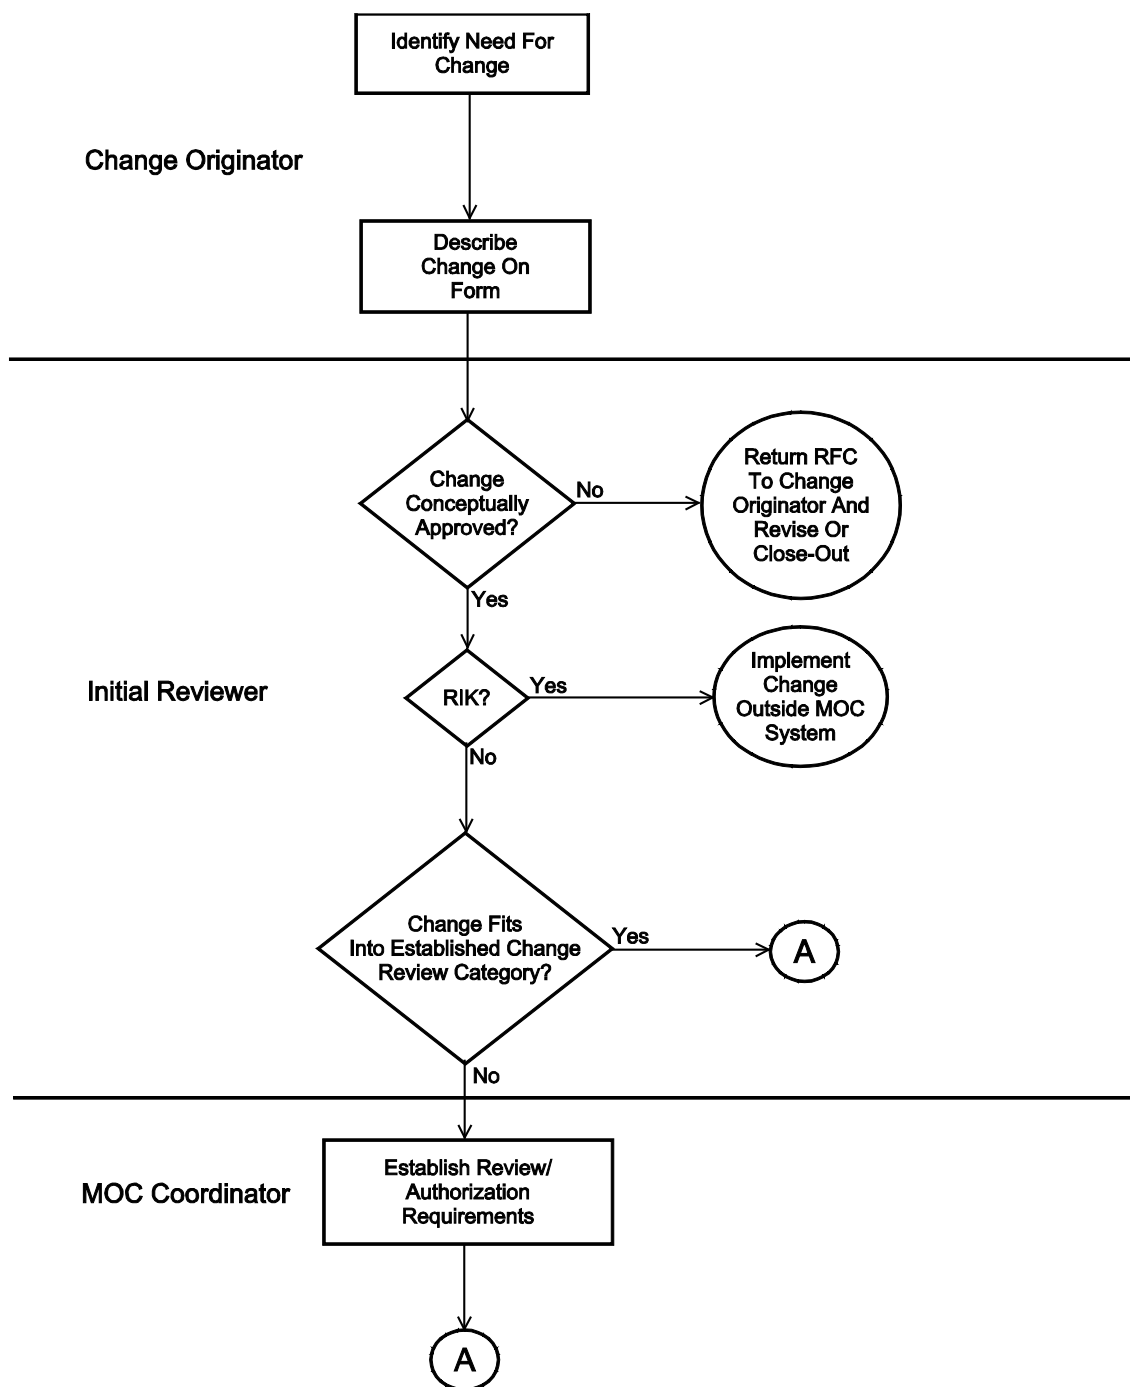 Identify Need For
Change
Change Originator
Describe
Change On
Form
Change
Conceptually
Approved?
No
Return RFC
To Change
Originator And
Revise Or
Close-Out
Yes
Initial Reviewer
RIK?
Yes
Implement
Change
Outside MOC
System
No
Change Fits
Into Established Change
Review Category?
Yes
A
No
MOC Coordinator
Establish Review/
Authorization
Requirements
A